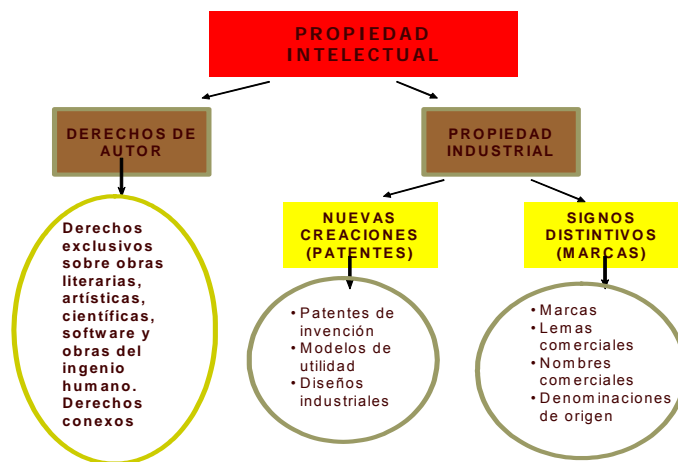 PROPIEDAD
INTELECTUAL
DERECHOS DE
AUTOR
PROPIEDAD
INDUSTRIAL
Derechos
exclusivos
sobre obras
literarias,
artísticas,
científicas,
software y
obras del
ingenio
humano.
Derechos
conexos
NUEVAS
CREACIONES
(PATENTES)
• Patentes de
invención
• Modelos de
utilidad
• Diseños
industriales
SIGNOS
DISTINTIVOS
(MARCAS)
• Marcas
• Lemas
comerciales
• Nombres
comerciales
• Denominaciones
de origen